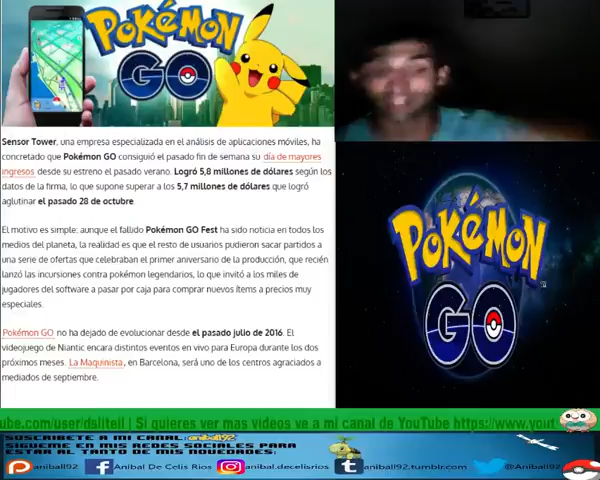 POKÉMON
GO
Sensor Tower, una empresa especializada en el análisis de aplicaciones móviles, ha
concretado que Pokémon GO consiguió el pasado fin de semana su día de mayores
ingresos desde su estreno el pasado verano. Logró 5,8 millones de dólares según los
datos de la firma, lo que supone superar a los 5,7 millones de dólares que logró
aglutinar el pasado 28 de octubre.
El motivo es simple: aunque el fallido Pokémon GO Fest ha sido noticia en todos los
medios del planeta, la realidad es que el resto de usuarios pudieron sacar partidos a
una serie de ofertas que celebraban el primer aniversario de la producción, que recién
lanzó las incursiones contra pokémon legendarios, lo que invitó a los miles de
jugadores del software a pasar por caja para comprar nuevos ítems a precios muy
especiales.
Pokémon GO no ha dejado de evolucionar desde el pasado julio de 2016. El
videojuego de Niantic encara distintos eventos en vivo para Europa durante los dos
próximos meses. La Maquinista, en Barcelona, será uno de los centros agraciados a
mediados de septiembre.
POKÉMON
GO
ube.com/user/dsliteil | Si quieres ver mas videos ve a mi canal de YouTube https://www.yout
SUSCRIBETE A MI CANAL: aniball92
SIGUEME EN MIS REDES SOCIALES PARA
ESTAR AL TANTO DE MIS NOVEDADES:
aniball92 Anibal De Celis Rios anibal.decelisrios aniball92.tumblr.com @Aniball92